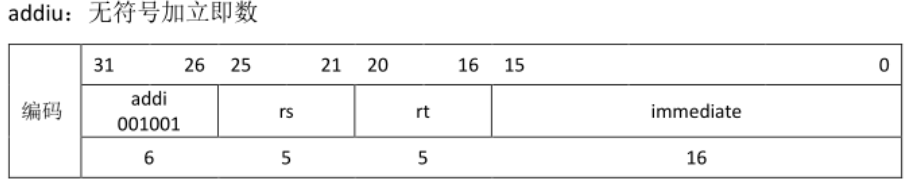 addiu：无符号加立即数
31 26 25 21 20 16 15 0
编码
addi
001001
rs
rt
immediate
6 5 5 16